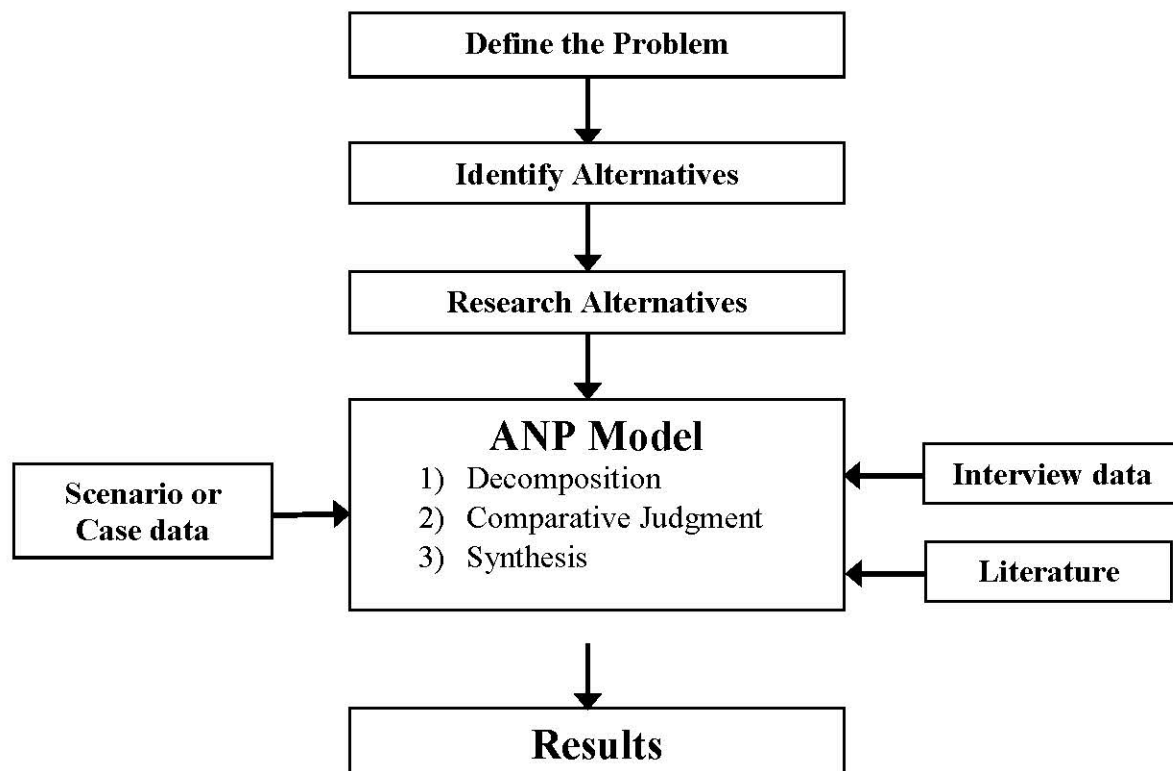 Define the Problem
Identify Alternatives
Research Alternatives
ANP Model
1) Decomposition
2) Comparative Judgment
3) Synthesis
Scenario or
Case data
Interview data
Literature
Results